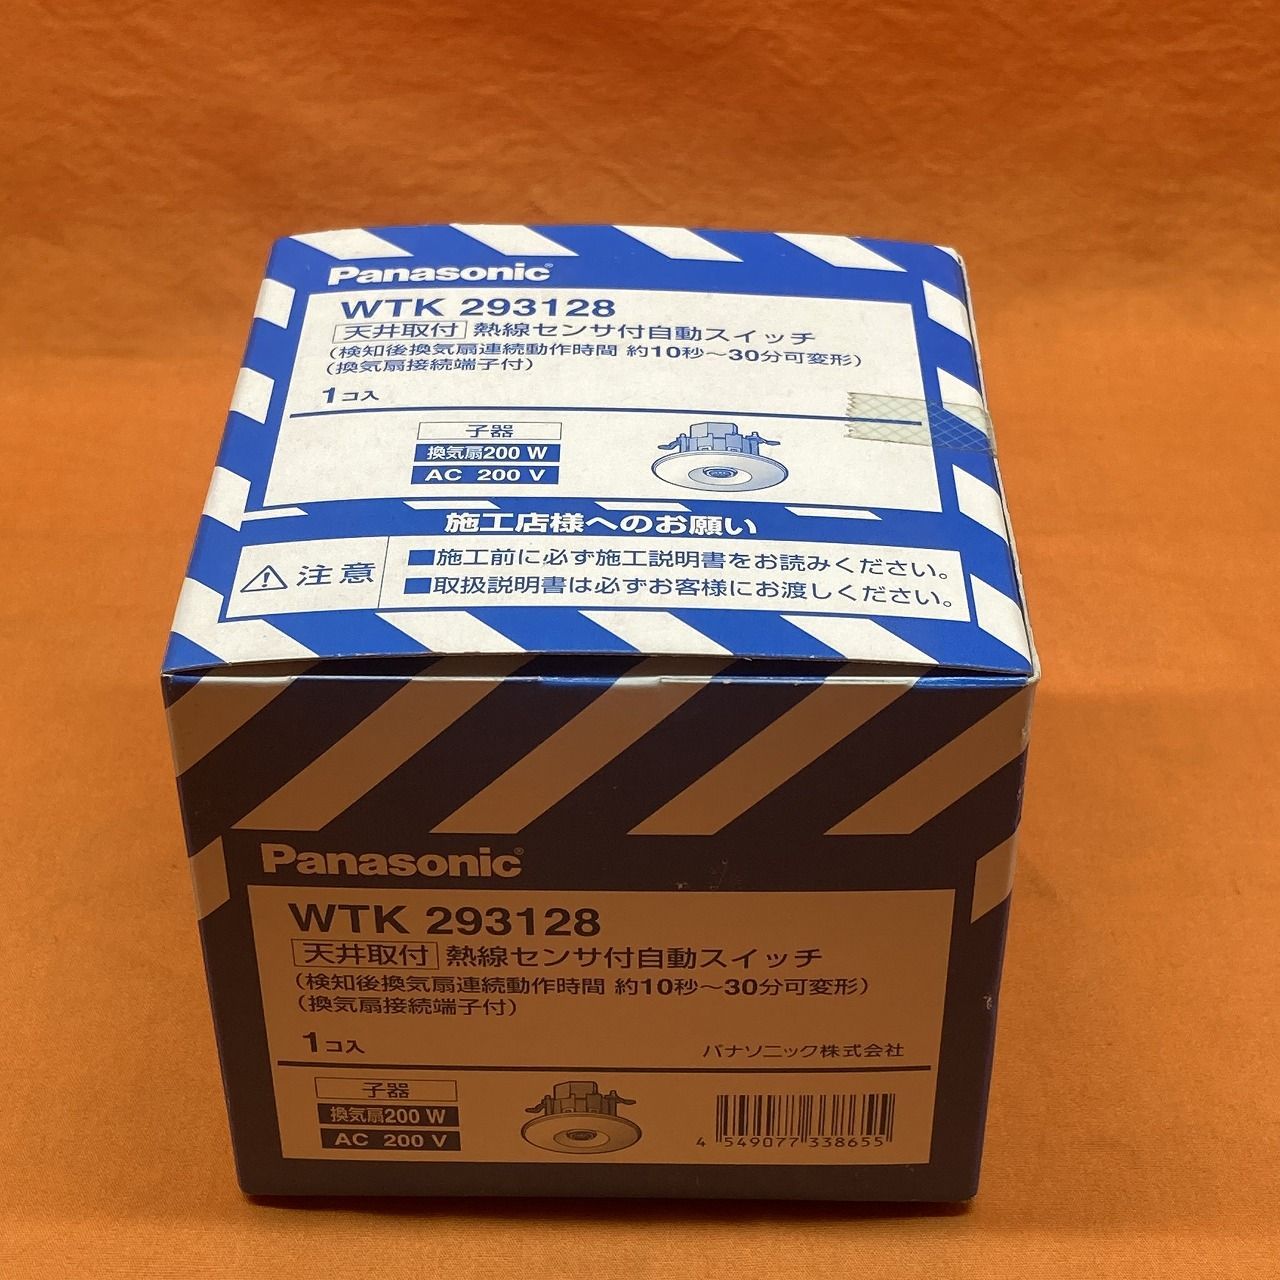 Panasonic
WTK 293128
天井取付 熱線センサ付自動スイッチ
(検知後換気扇連続動作時間 約10秒〜30分可変形)
(換気扇接続端子付)
1コ入
子器
換気扇200 W
AC 200 V
施工店様へのお願い
注意
■施工前に必ず施工説明書をお読みください。
■取扱説明書は必ずお客様にお渡しください。
Panasonic
WTK 293128
天井取付 熱線センサ付自動スイッチ
(検知後換気扇連続動作時間 約10秒〜30分可変形)
(換気扇接続端子付)
1コ入
パナソニック株式会社
子器
換気扇200 W
AC 200 V
4 549077 338655